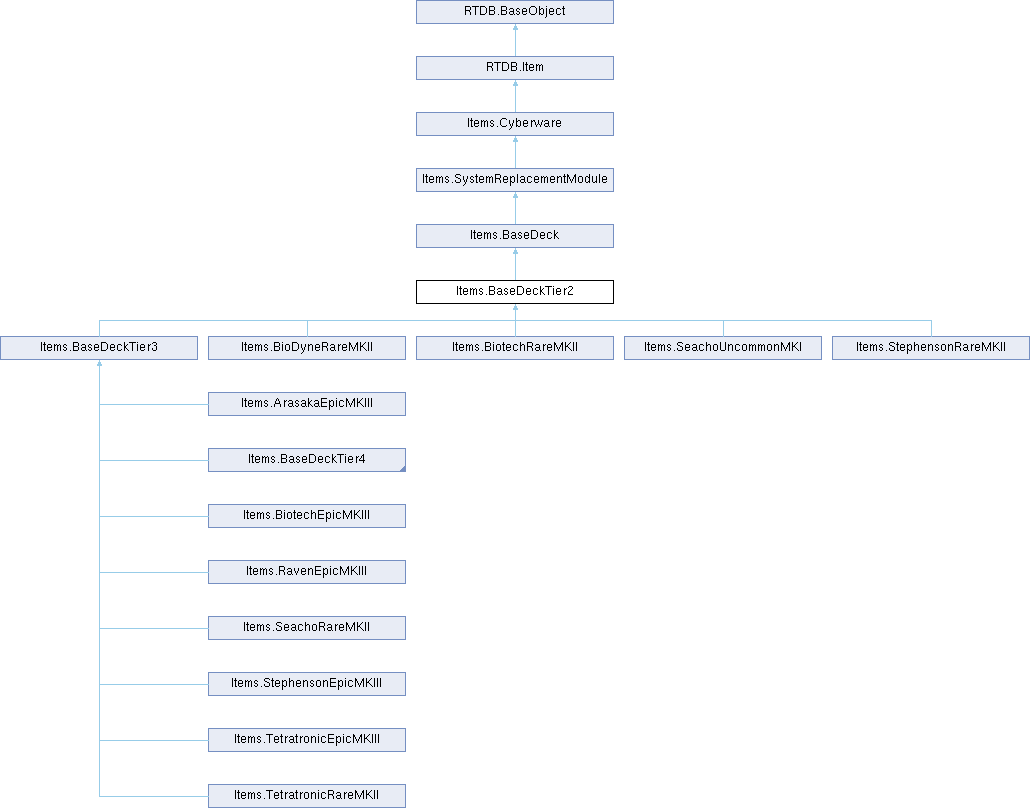 RTDB.BaseObject
RTDB.Item
Items.Cyberware
Items.SystemReplacementModule
Items.BaseDeck
Items.BaseDeckTier2
Items.BaseDeckTier3
Items.BioDyneRareMKII
Items.BiotechRareMKII
Items.SeachoUncommonMKI
Items.StephensonRareMKII
Items.ArasakaEpicMKIII
Items.BaseDeckTier4
Items.BiotechEpicMKIII
Items.RavenEpicMKIII
Items.SeachoRareMKII
Items.StephensonEpicMKIII
Items.TetratronicEpicMKIII
Items.TetratronicRareMKII